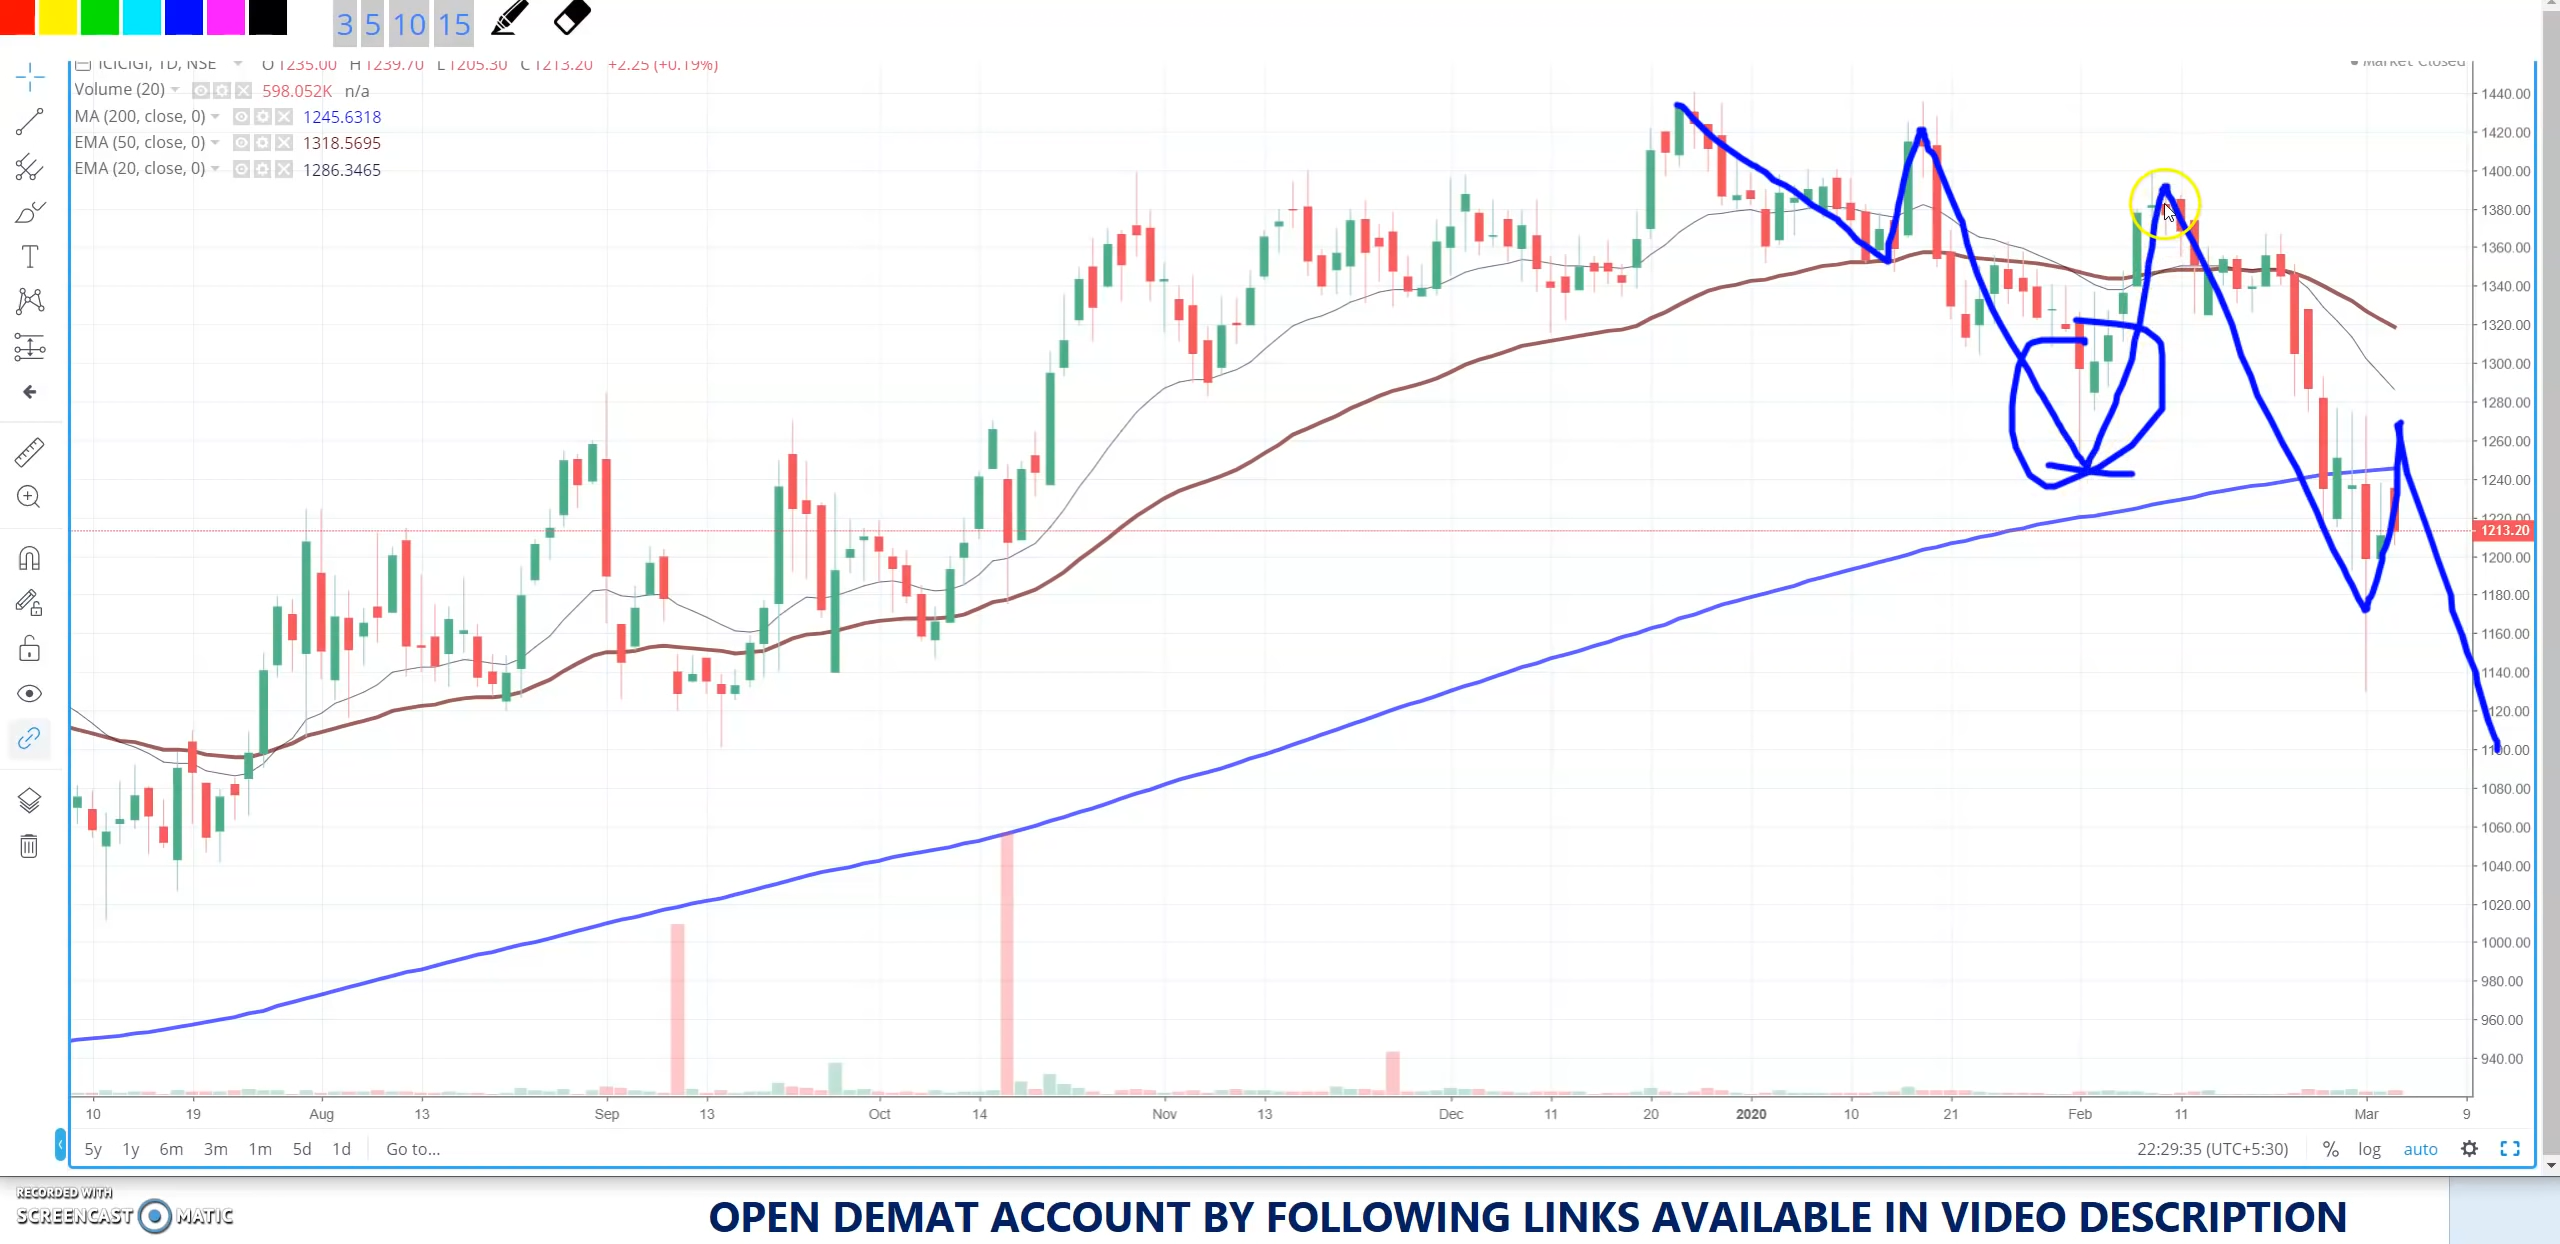 3 5 10 15
ICICIGI, 1D, NSE O 1235.00 H 1239.70 L 1205.30 C 1213.20 +2.25 (+0.19%)
Market Closed
Volume (20) 598.052K n/a
MA (200, close, 0) 1245.6318
EMA (50, close, 0) 1318.5695
EMA (20, close, 0) 1286.3465
1440.00
1420.00
1400.00
1380.00
1360.00
1340.00
1320.00
1300.00
1280.00
1260.00
1240.00
1220.00
1213.20
1200.00
1180.00
1160.00
1140.00
1120.00
1100.00
1080.00
1060.00
1040.00
1020.00
1000.00
980.00
960.00
940.00
10 19 Aug 13 Sep 13 Oct 14 Nov 13 Dec 11 20 2020 10 21 Feb 11 Mar 9
5y 1y 6m 3m 1m 5d 1d Go to... 22:29:35 (UTC+5:30) % log auto
RECORDED WITH
SCREENCAST MATIC
OPEN DEMAT ACCOUNT BY FOLLOWING LINKS AVAILABLE IN VIDEO DESCRIPTION